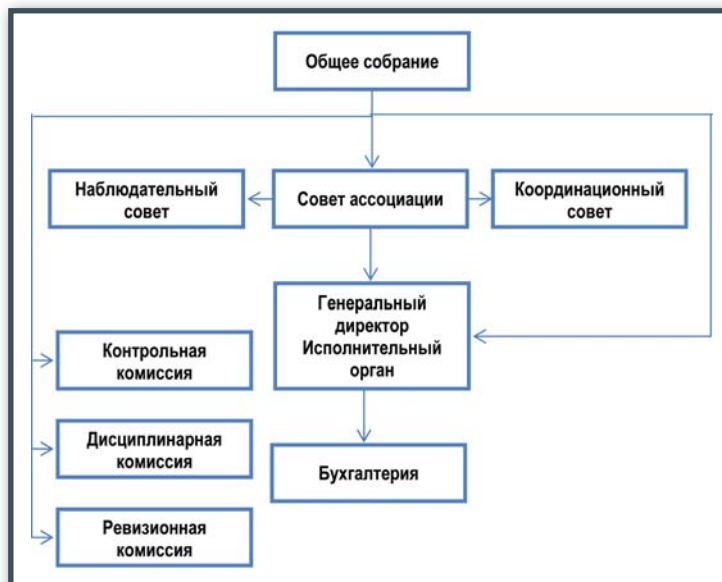 Общее собрание
Наблюдательный
совет
Совет ассоциации
Координационный
совет
Генеральный
директор
Исполнительный
орган
Контрольная
комиссия
Дисциплинарная
комиссия
Бухгалтерия
Ревизионная
комиссия